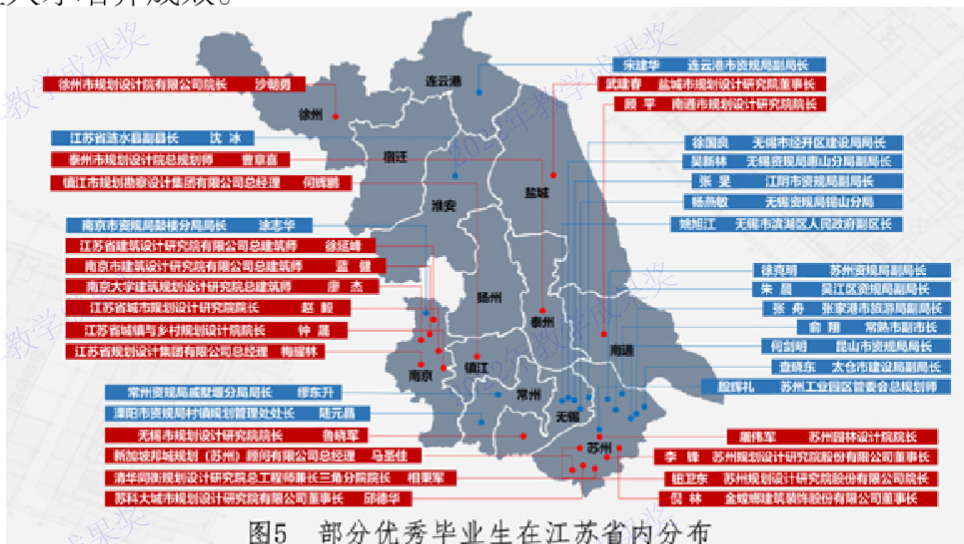 连云港
徐州
宿迁
淮安
盐城
扬州
泰州
南通
南京
镇江
常州
无锡
苏州
徐州市规划设计院有限公司院长 沙朝勇
江苏省涟水县副县长 沈 冰
泰州市规划设计院总规划师 曹章喜
镇江市规划勘察设计集团有限公司总经理 何辉鹏
南京市资规局鼓楼分局局长 涂志华
江苏省建筑设计研究院有限公司总建筑师 徐延峰
南京市建筑设计研究院有限公司总建筑师 蓝 健
南京大学建筑规划设计研究院总建筑师 廖 杰
江苏省城市规划设计研究院院长 赵 毅
江苏省城镇与乡村规划设计院院长 钟 晟
江苏省规划设计集团有限公司总经理 梅耀林
常州资规局戚墅堰分局局长 缪东升
溧阳市资规局村镇规划管理处处长 陆元昌
无锡市规划设计研究院院长 鲁晓军
新加坡邦城规划（苏州）顾问有限公司总经理 马圣佳
清华同衡规划设计研究院总工程师兼长三角分院院长 相秉军
苏科大城市规划设计研究院有限公司董事长 邱德华
宋建华 连云港市资规局副局长
武建春 盐城市规划设计研究院董事长
顾 平 南通市规划设计研究院院长
徐国良 无锡市经开区建设局局长
吴新林 无锡资规局惠山分局副局长
张 旻 江阴市资规局副局长
杨燕敏 无锡资规局锡山分局
姚旭江 无锡市滨湖区人民政府副区长
徐克明 苏州资规局副局长
朱 晨 吴江区资规局副局长
张 舟 张家港市旅游局副局长
俞 翔 常熟市副市长
何剑明 昆山市资规局局长
查晓东 太仓市建设局副局长
殷辉礼 苏州工业园区管委会总规划师
屠伟军 苏州园林设计院院长
李 锋 苏州规划设计研究院股份有限公司董事长
钮卫东 苏州规划设计研究院股份有限公司院长
倪 林 金螳螂建筑装饰股份有限公司董事长
图5 部分优秀毕业生在江苏省内分布